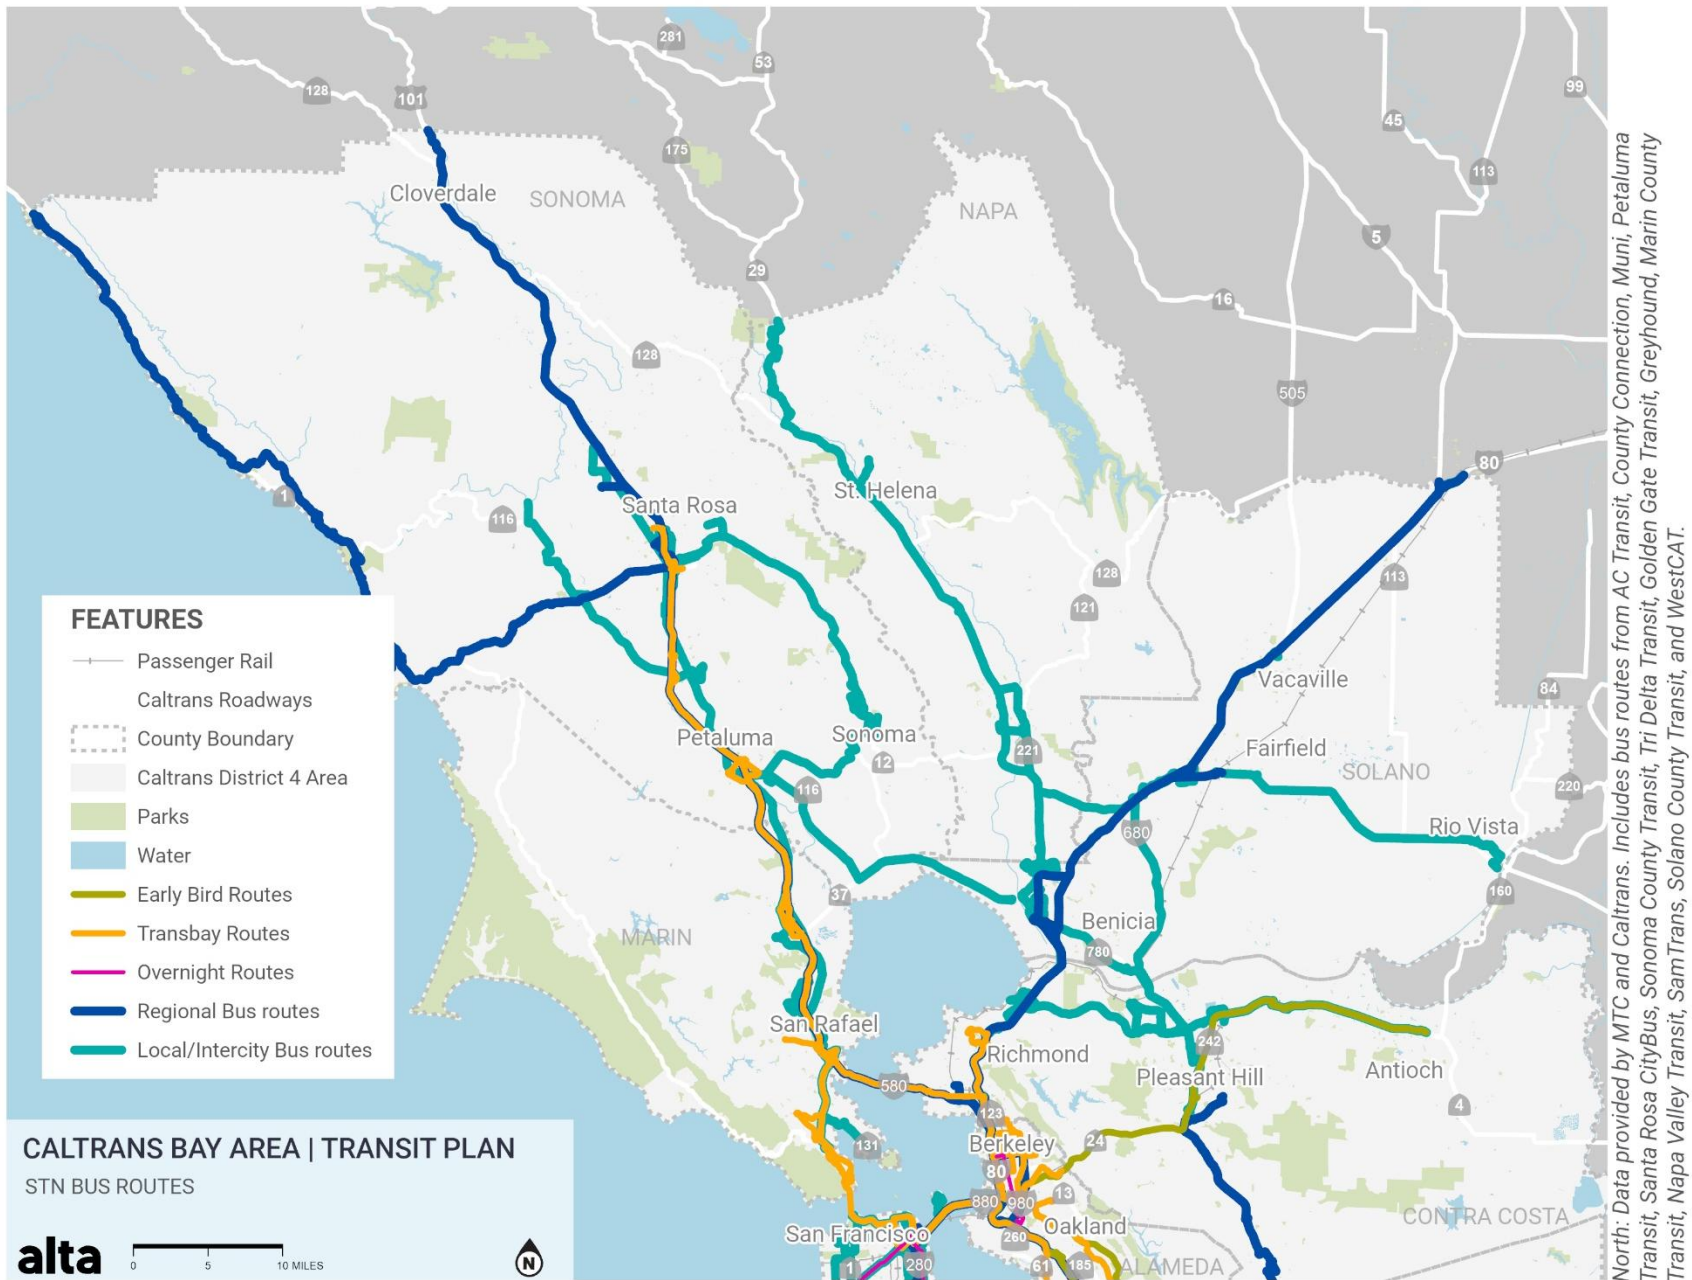 281
53
99
128
101
45
175
113
Cloverdale
SONOMA
NAPA
5
29
16
128
505
80
St. Helena
1
Santa Rosa
116
128
113
121
FEATURES
Passenger Rail
Caltrans Roadways
County Boundary
Caltrans District 4 Area
Parks
Water
Early Bird Routes
Transbay Routes
Overnight Routes
Regional Bus routes
Local/Intercity Bus routes
Vacaville
84
Petaluma
Sonoma
221
Fairfield
12
SOLANO
116
220
680
Rio Vista
37
160
MARIN
Benicia
780
San Rafael
242
Richmond
580
Pleasant Hill
Antioch
123
4
131
Berkeley
24
80
13
880
980
Oakland
CONTRA COSTA
San Francisco
260
1
280
61
185
ALAMEDA
CALTRANS BAY AREA | TRANSIT PLAN
STN BUS ROUTES
alta
0 5 10 MILES
N
North: Data provided by MTC and Caltrans. Includes bus routes from AC Transit, County Connection, Muni, Petaluma
Transit, Santa Rosa CityBus, Sonoma County Transit, Tri Delta Transit, Golden Gate Transit, Greyhound, Marin County
Transit, Napa Valley Transit, SamTrans, Solano County Transit, and WestCAT.